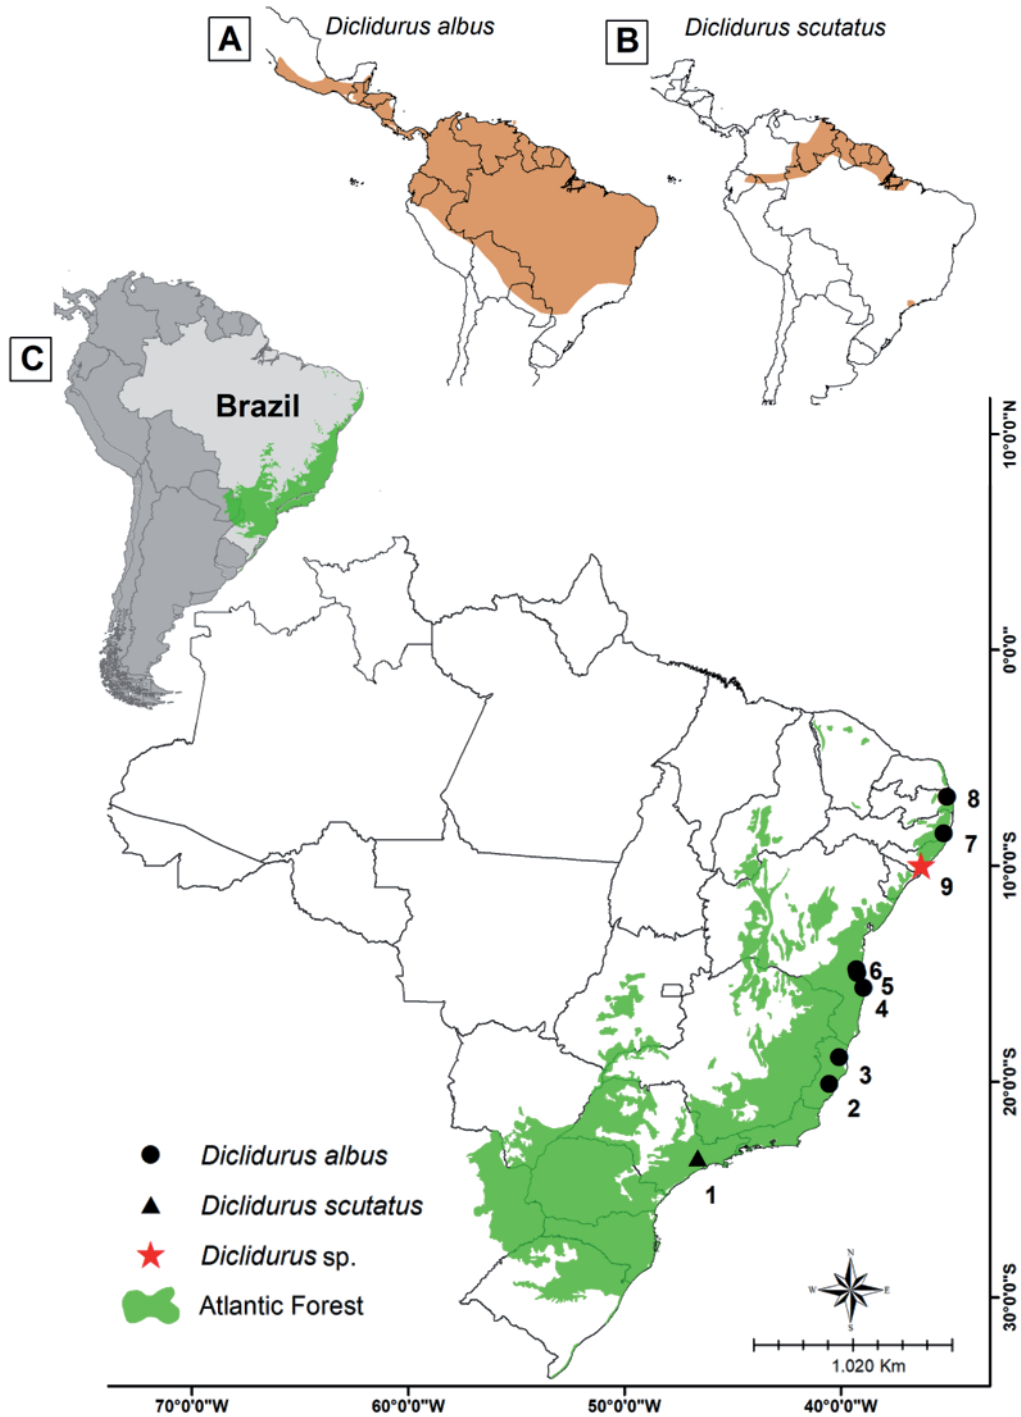 A
Diclidurus albus
B
Diclidurus scutatus
C
Brazil
10°0'0"N
0°0'0"
10°0'0"S
20°0'0"S
30°0'0"S
8
7
9
6
5
4
3
2
1
Diclidurus albus
Diclidurus scutatus
Diclidurus sp.
Atlantic Forest
N
W
E
S
1.020 Km
70°0'0"W
60°0'0"W
50°0'0"W
40°0'0"W